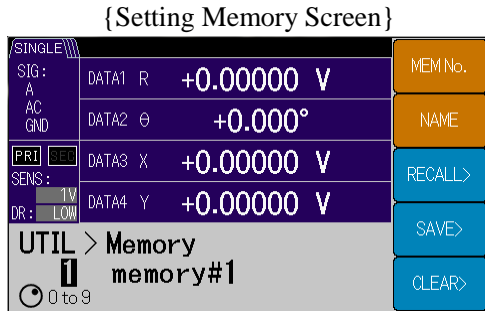 {Setting Memory Screen}
SINGLE
SIG:
A
AC
GND
PRI SEC
SENS:
1V
DR: LOW
DATA1 R +0.00000 V
DATA2 θ +0.000°
DATA3 X +0.00000 V
DATA4 Y +0.00000 V
UTIL > Memory
1 memory#1
0 to 9
MEM No.
NAME
RECALL>
SAVE>
CLEAR>